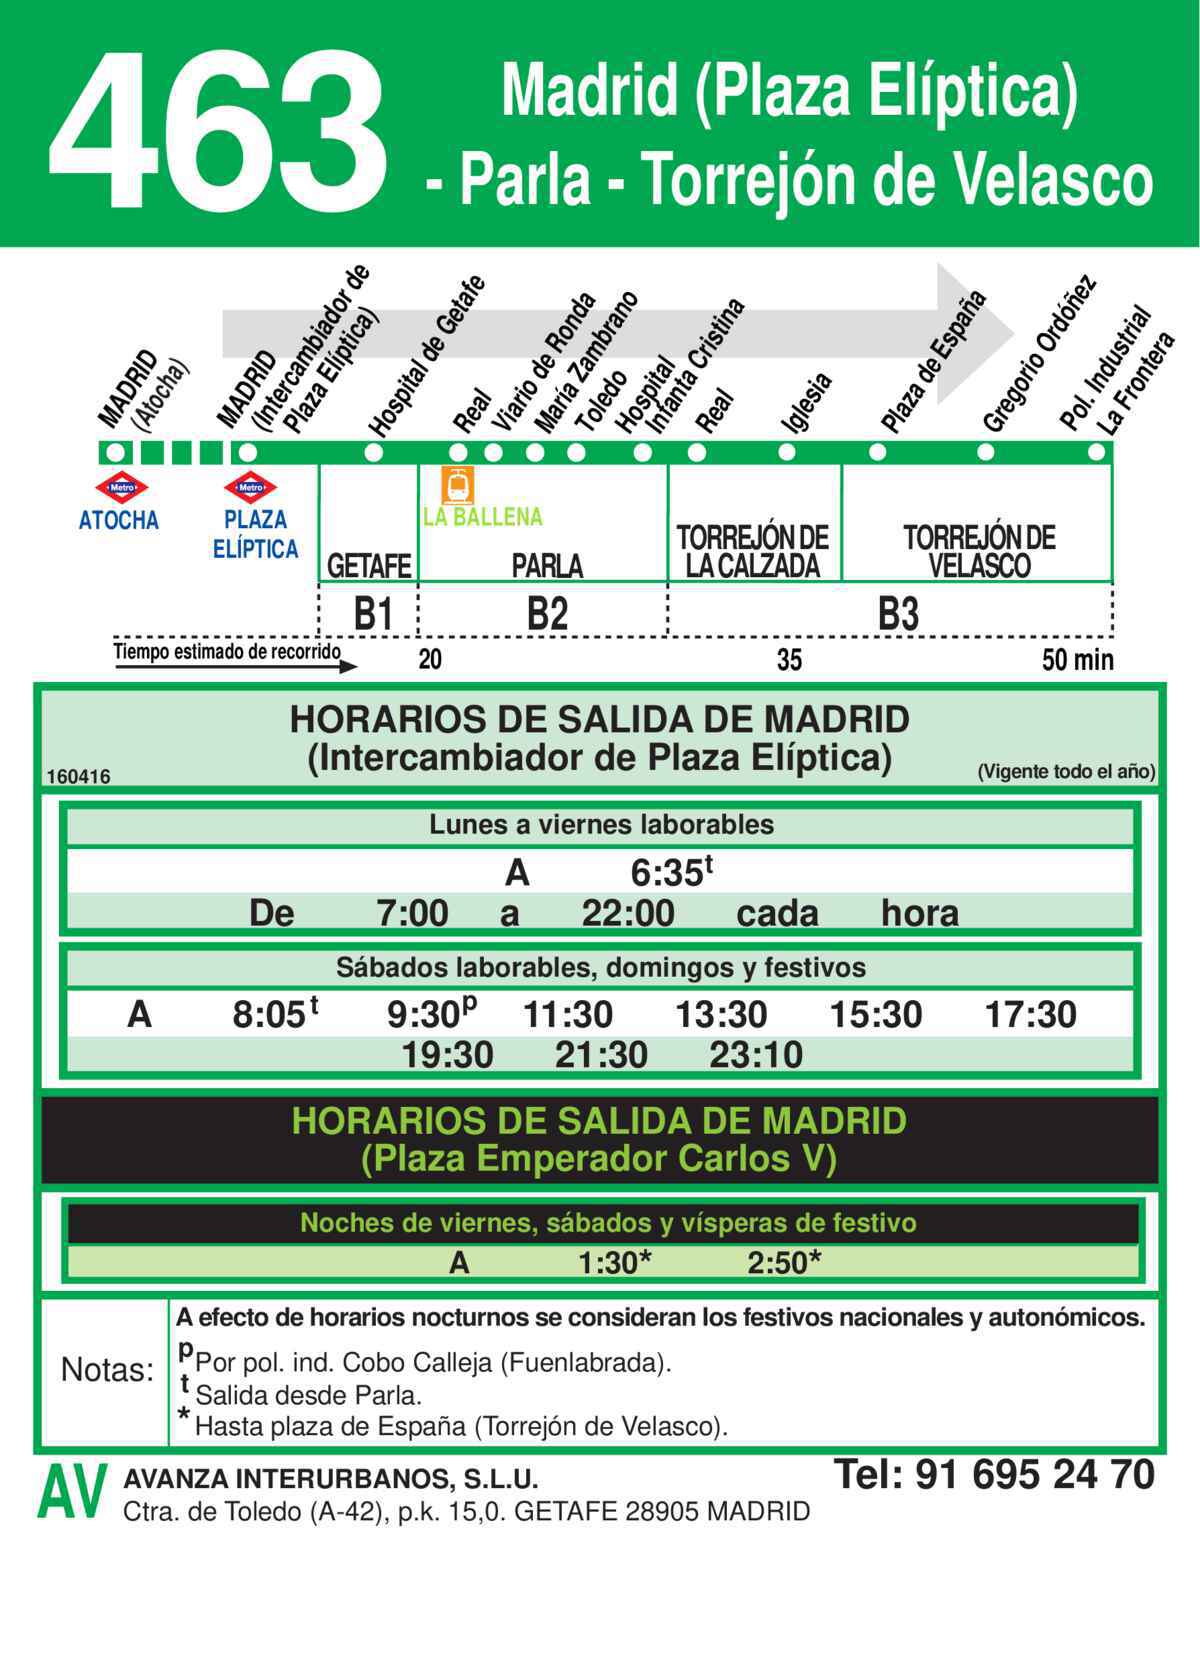 463
Madrid (Plaza Elíptica)
- Parla - Torrejón de Velasco
MADRID
(Atocha)
MADRID
(Intercambiador de
Plaza Elíptica)
Hospital de Getafe
Real
Viario de Ronda
María Zambrano
Toledo
Hospital
Infanta Cristina
Real
Iglesia
Plaza de España
Gregorio Ordóñez
Pol. Industrial
La Frontera
Metro
Metro
ATOCHA
PLAZA
ELÍPTICA
LA BALLENA
GETAFE
PARLA
TORREJÓN DE
LA CALZADA
TORREJÓN DE
VELASCO
B1
B2
B3
Tiempo estimado de recorrido
20
35
50 min
HORARIOS DE SALIDA DE MADRID
(Intercambiador de Plaza Elíptica)
160416
(Vigente todo el año)
Lunes a viernes laborables
A 6:35t
De 7:00 a 22:00 cada hora
Sábados laborables, domingos y festivos
A 8:05t 9:30p 11:30 13:30 15:30 17:30
19:30 21:30 23:10
HORARIOS DE SALIDA DE MADRID
(Plaza Emperador Carlos V)
Noches de viernes, sábados y vísperas de festivo
A 1:30* 2:50*
Notas:
A efecto de horarios nocturnos se consideran los festivos nacionales y autonómicos.
p Por pol. ind. Cobo Calleja (Fuenlabrada).
t Salida desde Parla.
* Hasta plaza de España (Torrejón de Velasco).
AV
AVANZA INTERURBANOS, S.L.U.
Tel: 91 695 24 70
Ctra. de Toledo (A-42), p.k. 15,0. GETAFE 28905 MADRID